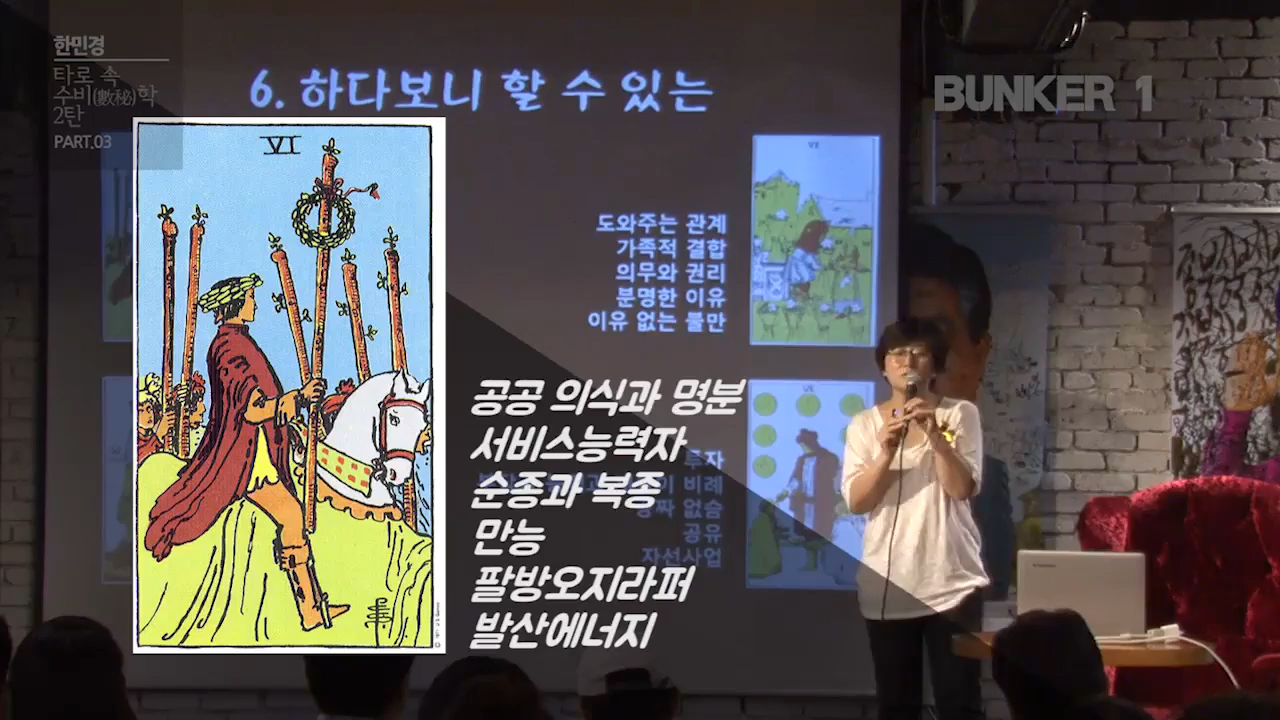 한민경
타로 속
수비(數秘)학
2탄
PART.03
BUNKER 1
6. 하다보니 할 수 있는
VI
도와주는 관계
가족적 결합
의무와 권리
분명한 이유
이유 없는 불만
공공 의식과 명분
서비스능력자
순종과 복종
만능
팔방오지라퍼
발산에너지
투자
비례
없음
공유
자선사업